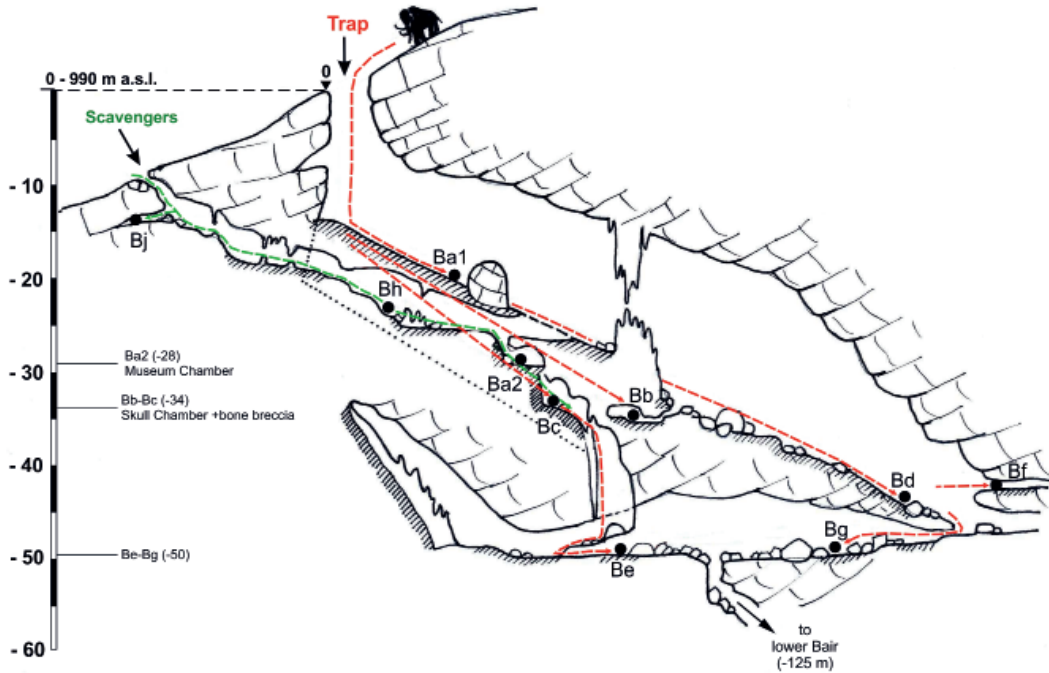 Trap
0 - 990 m a.s.l.
0
Scavengers
- 10
Bj
Ba1
- 20
Bh
Ba2 (-28)
Museum Chamber
- 30
Ba2
Bb
Bb-Bc (-34)
Skull Chamber +bone breccia
Bc
- 40
Bd
Bf
Bg
Be-Bg (-50)
- 50
Be
to
lower Bair
(-125 m)
- 60